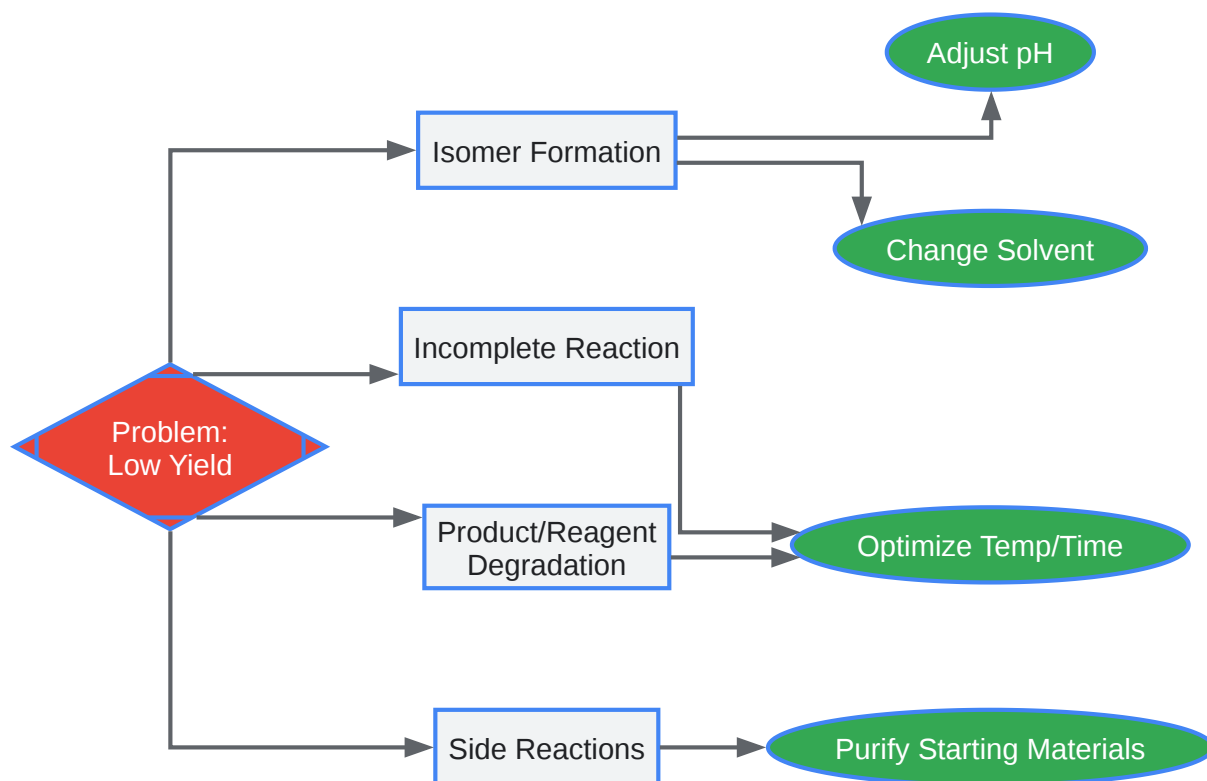 Adjust pH
Isomer Formation
Change Solvent
Incomplete Reaction
Problem:
Low Yield
Product/Reagent
Degradation
Optimize Temp/Time
Side Reactions
Purify Starting Materials